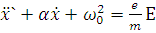 ẍ` + αẋ + ω₀² = e/m E